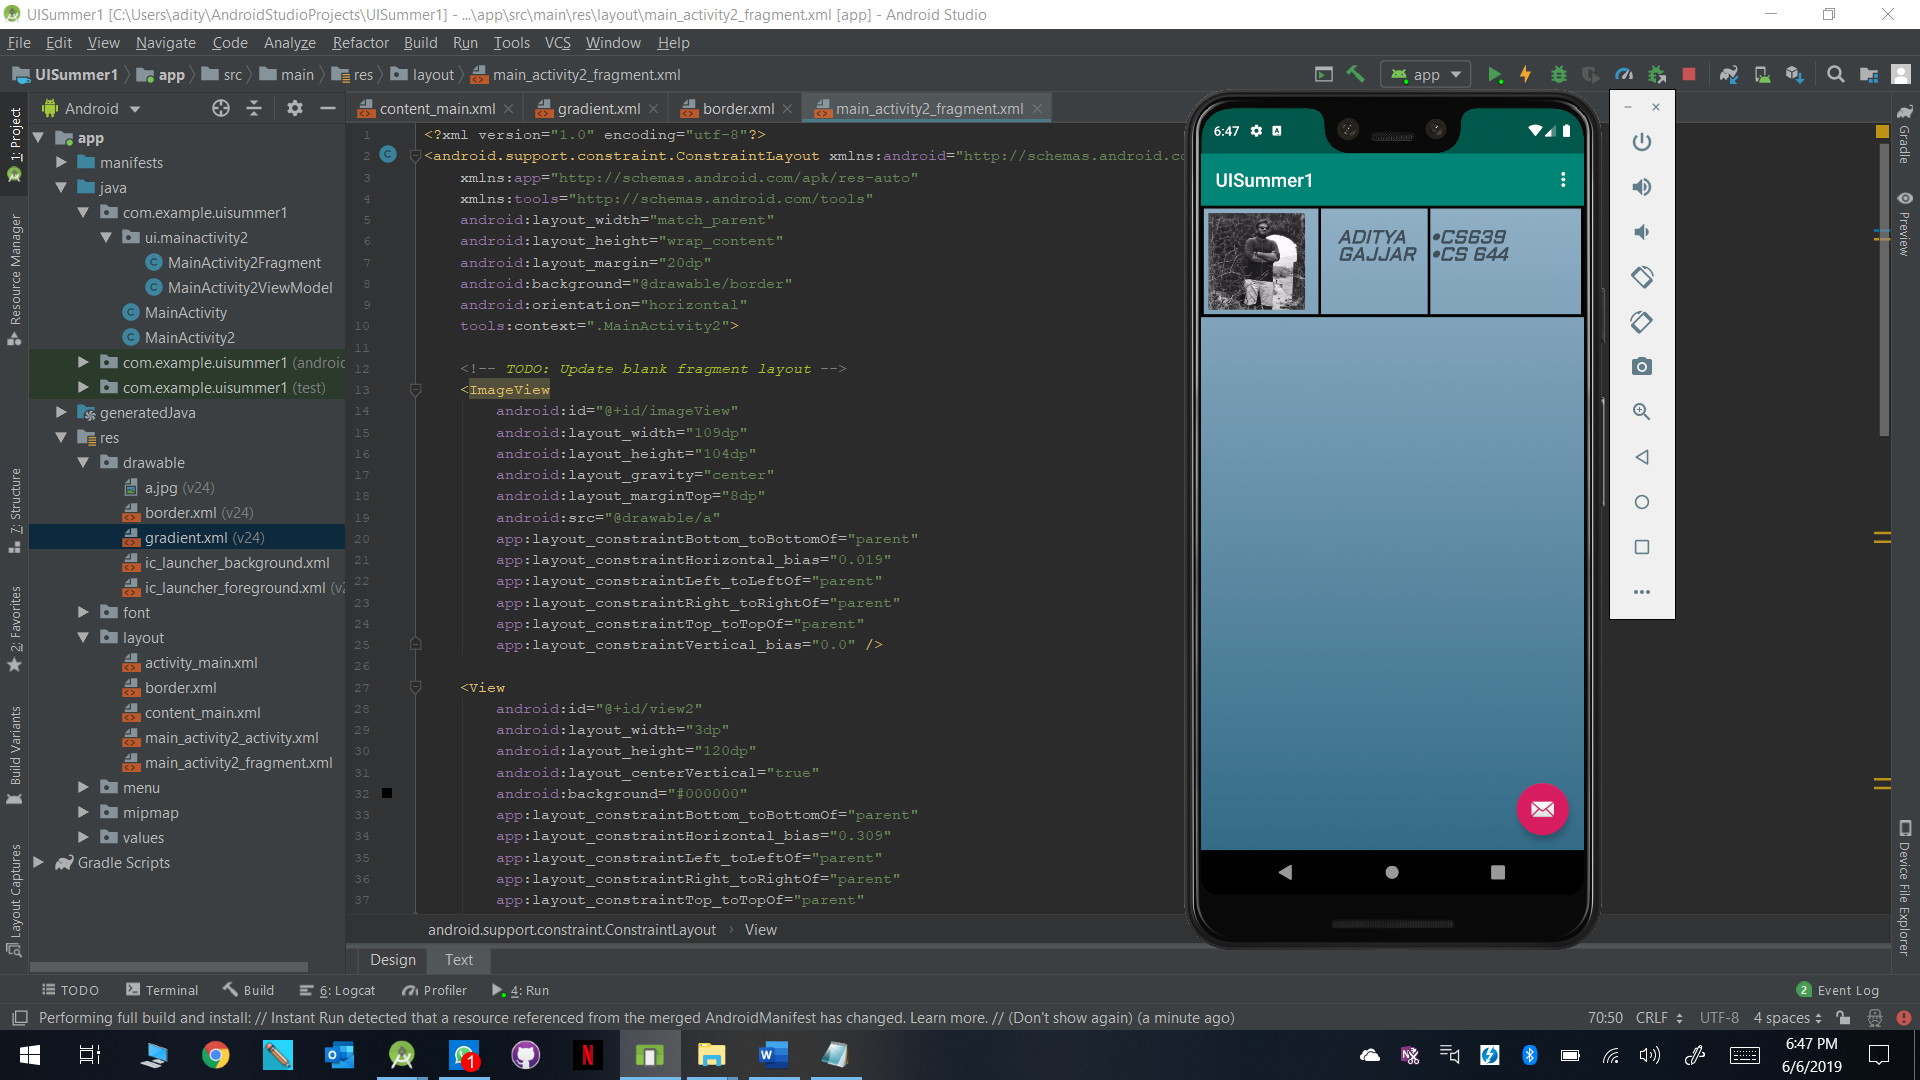 UISummer1 [C:\Users\adity\AndroidStudioProjects\UISummer1] - ...\app\src\main\res\layout\main_activity2_fragment.xml [app] - Android Studio
File Edit View Navigate Code Analyze Refactor Build Run Tools VCS Window Help
UISummer1 app src main res layout main_activity2_fragment.xml
app
Android
content_main.xml gradient.xml border.xml main_activity2_fragment.xml
1: Project
Resource Manager
7: Structure
2: Favorites
Build Variants
Layout Captures
app
manifests
java
com.example.uisummer1
ui.mainactivity2
MainActivity2Fragment
MainActivity2ViewModel
MainActivity
MainActivity2
com.example.uisummer1 (androic
com.example.uisummer1 (test)
generatedJava
res
drawable
a.jpg (v24)
border.xml (v24)
gradient.xml (v24)
ic_launcher_background.xml
ic_launcher_foreground.xml (v2
font
layout
activity_main.xml
border.xml
content_main.xml
main_activity2_activity.xml
main_activity2_fragment.xml
menu
mipmap
values
Gradle Scripts
1 <?xml version="1.0" encoding="utf-8"?>
2 <android.support.constraint.ConstraintLayout xmlns:android="http://schemas.android.co
3 xmlns:app="http://schemas.android.com/apk/res-auto"
4 xmlns:tools="http://schemas.android.com/tools"
5 android:layout_width="match_parent"
6 android:layout_height="wrap_content"
7 android:layout_margin="20dp"
8 android:background="@drawable/border"
9 android:orientation="horizontal"
10 tools:context=".MainActivity2">
11
12 <!-- TODO: Update blank fragment layout -->
13 <ImageView
14 android:id="@+id/imageView"
15 android:layout_width="109dp"
16 android:layout_height="104dp"
17 android:layout_gravity="center"
18 android:layout_marginTop="8dp"
19 android:src="@drawable/a"
20 app:layout_constraintBottom_toBottomOf="parent"
21 app:layout_constraintHorizontal_bias="0.019"
22 app:layout_constraintLeft_toLeftOf="parent"
23 app:layout_constraintRight_toRightOf="parent"
24 app:layout_constraintTop_toTopOf="parent"
25 app:layout_constraintVertical_bias="0.0" />
26
27 <View
28 android:id="@+id/view2"
29 android:layout_width="3dp"
30 android:layout_height="120dp"
31 android:layout_centerVertical="true"
32 android:background="#000000"
33 app:layout_constraintBottom_toBottomOf="parent"
34 app:layout_constraintHorizontal_bias="0.309"
35 app:layout_constraintLeft_toLeftOf="parent"
36 app:layout_constraintRight_toRightOf="parent"
37 app:layout_constraintTop_toTopOf="parent"
android.support.constraint.ConstraintLayout › View
Design Text
6:47
UISummer1
ADITYA
GAJJAR
•CS639
•CS 644
Gradle
Preview
Device File Explorer
TODO Terminal Build 6: Logcat Profiler 4: Run
2 Event Log
Performing full build and install: // Instant Run detected that a resource referenced from the merged AndroidManifest has changed. Learn more. // (Don't show again) (a minute ago)
70:50 CRLF UTF-8 4 spaces
1
6:47 PM
6/6/2019